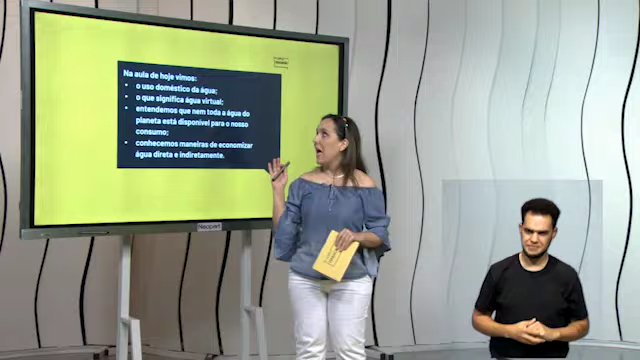 Na aula de hoje vimos:
• o uso doméstico da água;
• o que significa água virtual;
• entendemos que nem toda a água do
planeta está disponível para o nosso
consumo;
• conhecemos maneiras de economizar
água direta e indiretamente.